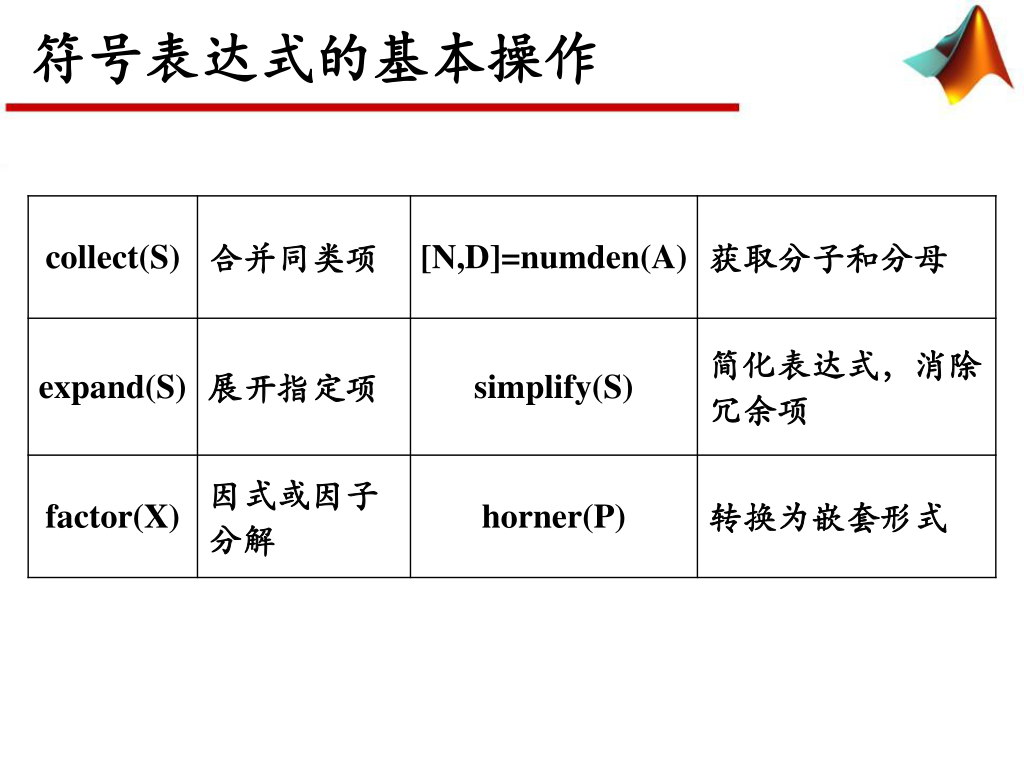 符号表达式的基本操作
collect(S) 合并同类项 [N,D]=numden(A) 获取分子和分母
expand(S) 展开指定项 simplify(S) 简化表达式，消除
冗余项
factor(X) 因式或因子
分解 horner(P) 转换为嵌套形式